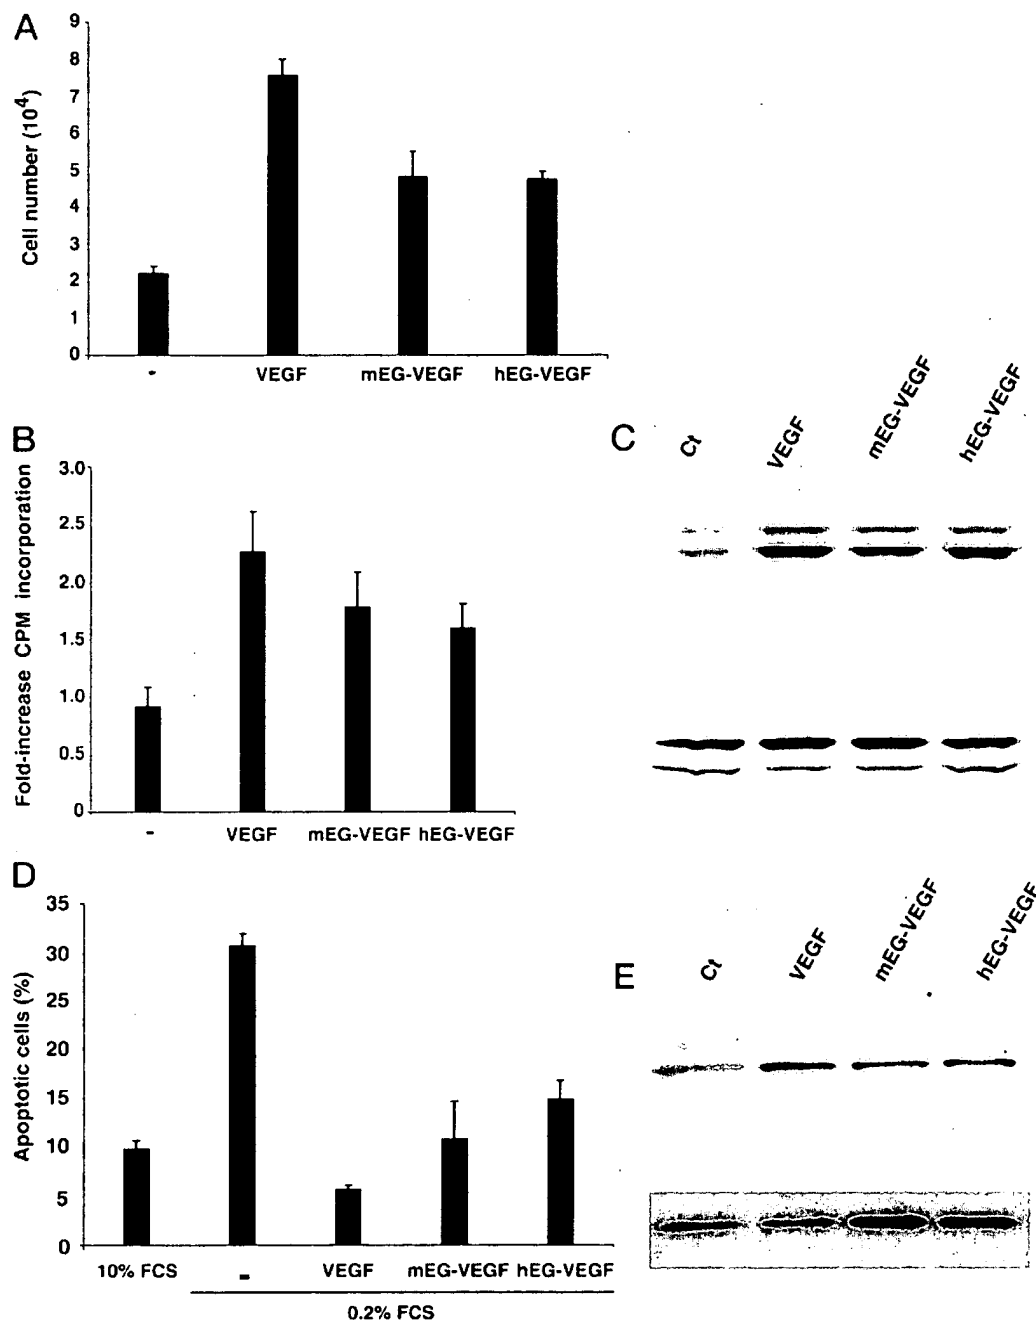 A
9
8
7
6
5
4
3
2
1
0
Cell number (10⁴)
- VEGF mEG-VEGF hEG-VEGF
B
3.0
2.5
2.0
1.5
1.0
0.5
0
Fold-increase CPM incorporation
- VEGF mEG-VEGF hEG-VEGF
C
Ct VEGF mEG-VEGF hEG-VEGF
D
35
30
25
20
15
10
5
0
Apoptotic cells (%)
10% FCS - VEGF mEG-VEGF hEG-VEGF
0.2% FCS
E
Ct VEGF mEG-VEGF hEG-VEGF